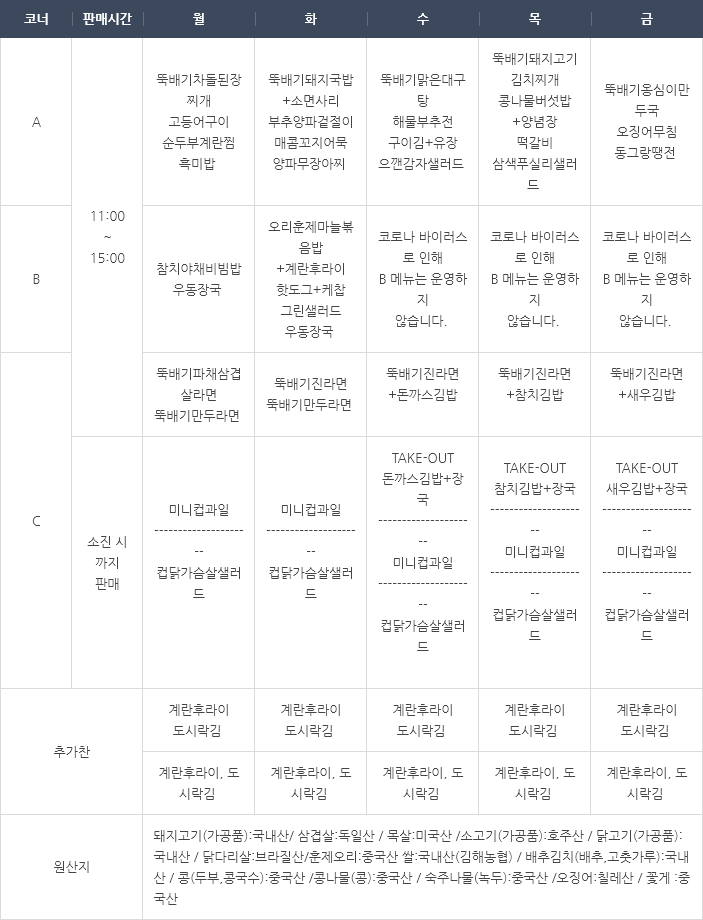 코너 판매시간 월 화 수 목 금
A
11:00
~
15:00
뚝배기차돌된장
찌개
고등어구이
순두부계란찜
흑미밥
뚝배기돼지국밥
+소면사리
부추양파겉절이
매콤꼬지어묵
양파무장아찌
뚝배기맑은대구
탕
해물부추전
구이김+유장
으깬감자샐러드
뚝배기돼지고기
김치찌개
콩나물버섯밥
+양념장
떡갈비
삼색푸실리샐러
드
뚝배기옹심이만
두국
오징어무침
동그랑땡전
B
참치야채비빔밥
우동장국
오리훈제마늘볶
음밥
+계란후라이
핫도그+케찹
그린샐러드
우동장국
코로나 바이러스
로 인해
B 메뉴는 운영하
지
않습니다.
코로나 바이러스
로 인해
B 메뉴는 운영하
지
않습니다.
코로나 바이러스
로 인해
B 메뉴는 운영하
지
않습니다.
C
뚝배기파채삼겹
살라면
뚝배기만두라면
뚝배기진라면
뚝배기만두라면
뚝배기진라면
+돈까스김밥
뚝배기진라면
+참치김밥
뚝배기진라면
+새우김밥
소진 시
까지
판매
미니컵과일
-------------------
--
컵닭가슴살샐러
드
미니컵과일
-------------------
--
컵닭가슴살샐러
드
TAKE-OUT
돈까스김밥+장
국
-------------------
--
미니컵과일
-------------------
--
컵닭가슴살샐러
드
TAKE-OUT
참치김밥+장국
-------------------
--
미니컵과일
-------------------
--
컵닭가슴살샐러
드
TAKE-OUT
새우김밥+장국
-------------------
--
미니컵과일
-------------------
--
컵닭가슴살샐러
드
추가찬
계란후라이
도시락김
계란후라이
도시락김
계란후라이
도시락김
계란후라이
도시락김
계란후라이
도시락김
계란후라이, 도
시락김
계란후라이, 도
시락김
계란후라이, 도
시락김
계란후라이, 도
시락김
계란후라이, 도
시락김
원산지
돼지고기(가공품):국내산/ 삼겹살:독일산 / 목살:미국산 /소고기(가공품):호주산 / 닭고기(가공품):
국내산 / 닭다리살:브라질산/훈제오리:중국산 쌀:국내산(김해농협) / 배추김치(배추,고춧가루):국내
산 / 콩(두부,콩국수):중국산 /콩나물(콩):중국산 / 숙주나물(녹두):중국산 /오징어:칠레산 / 꽃게 :중
국산